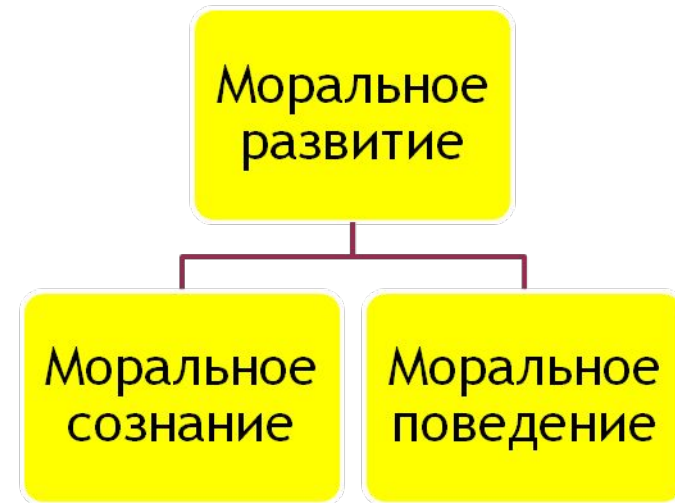 Моральное
развитие
Моральное
сознание
Моральное
поведение